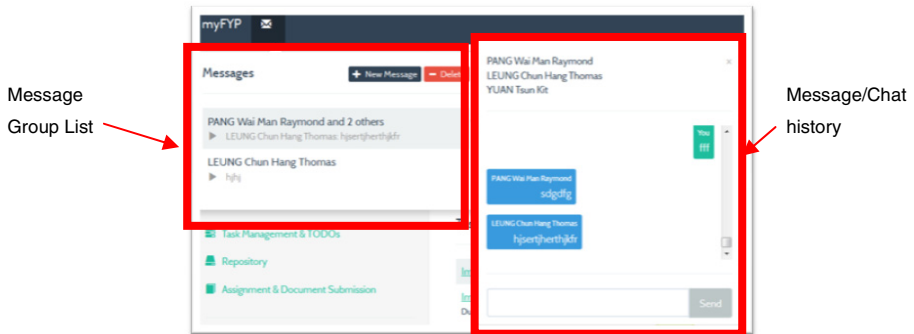 myFYP
Messages
+ New Message
− Delet
PANG Wai Man Raymond and 2 others
LEUNG Chun Hang Thomas: hjsertjherthjkfr
LEUNG Chun Hang Thomas
hjhj
Task Management & TODOs
Repository
Assignment & Document Submission
PANG Wai Man Raymond
LEUNG Chun Hang Thomas
YUAN Tsun Kit
×
You
fff
PANG Wai Man Raymond
sdgdfg
LEUNG Chun Hang Thomas
hjsertjherthjkfr
Send
Message
Group List
Message/Chat
history